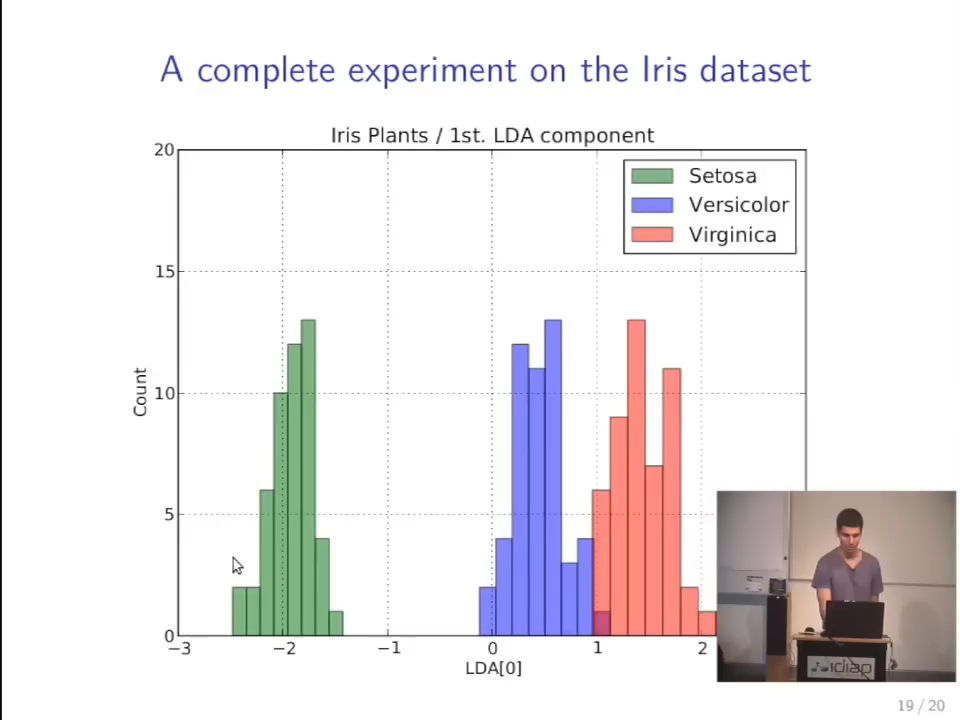 A complete experiment on the Iris dataset
Iris Plants / 1st. LDA component
20
15
10
5
0
Count
Setosa
Versicolor
Virginica
−3
−2
−1
0
1
2
LDA[0]
idiap
19 / 20